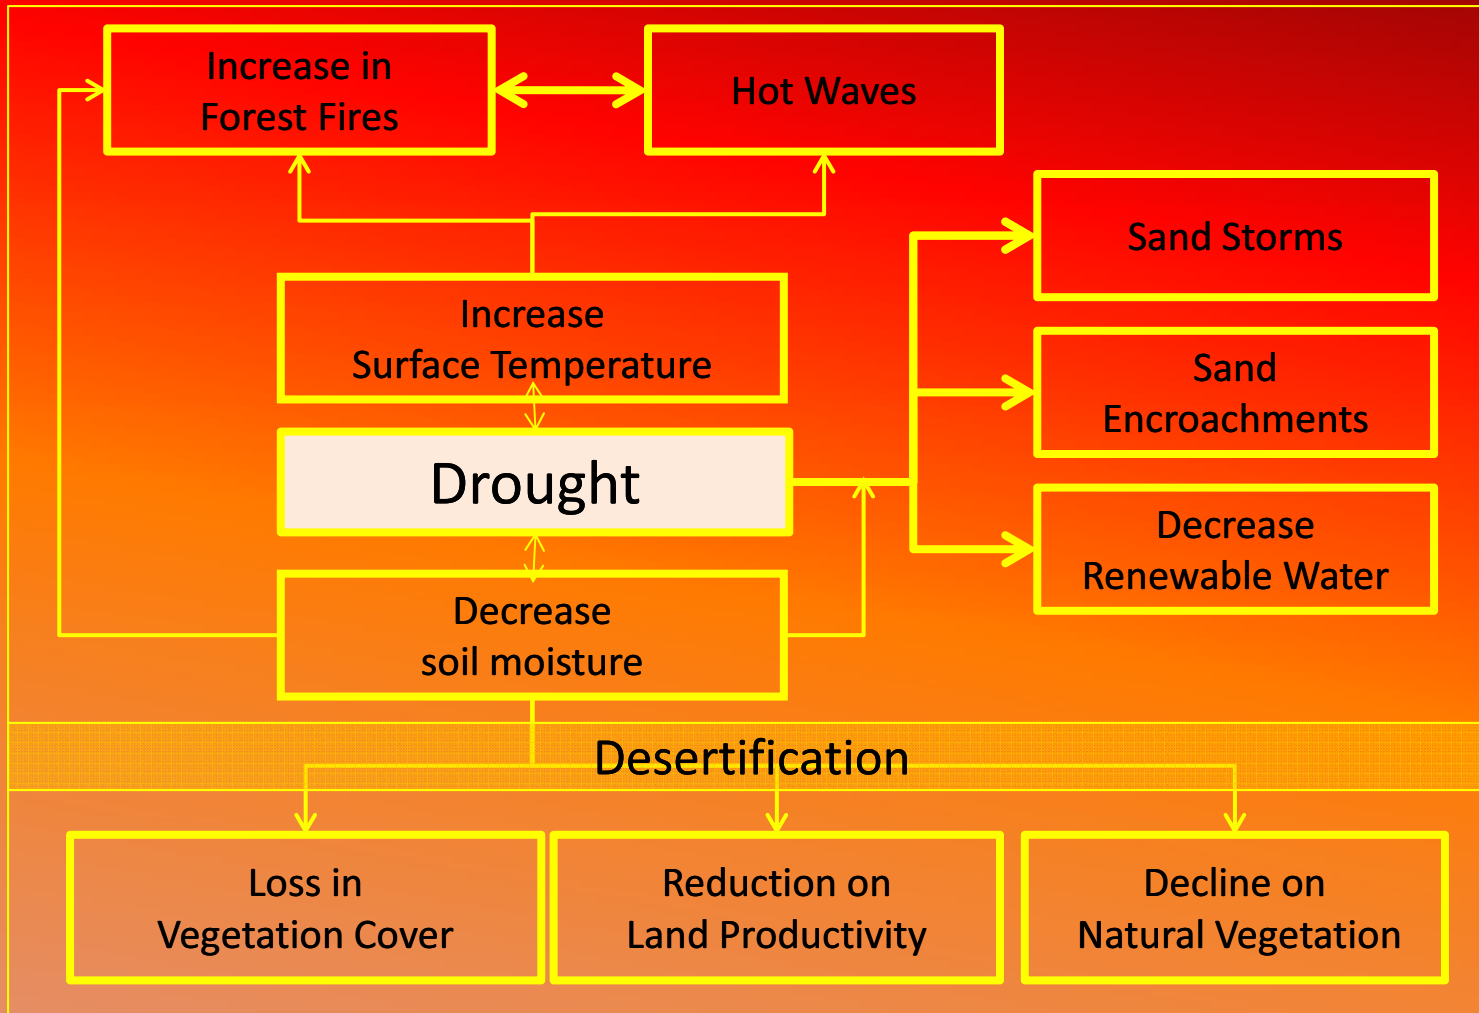 Increase in
Forest Fires
Hot Waves
Sand Storms
Increase
Surface Temperature
Sand
Encroachments
Drought
Decrease
Renewable Water
Decrease
soil moisture
Desertification
Loss in
Vegetation Cover
Reduction on
Land Productivity
Decline on
Natural Vegetation